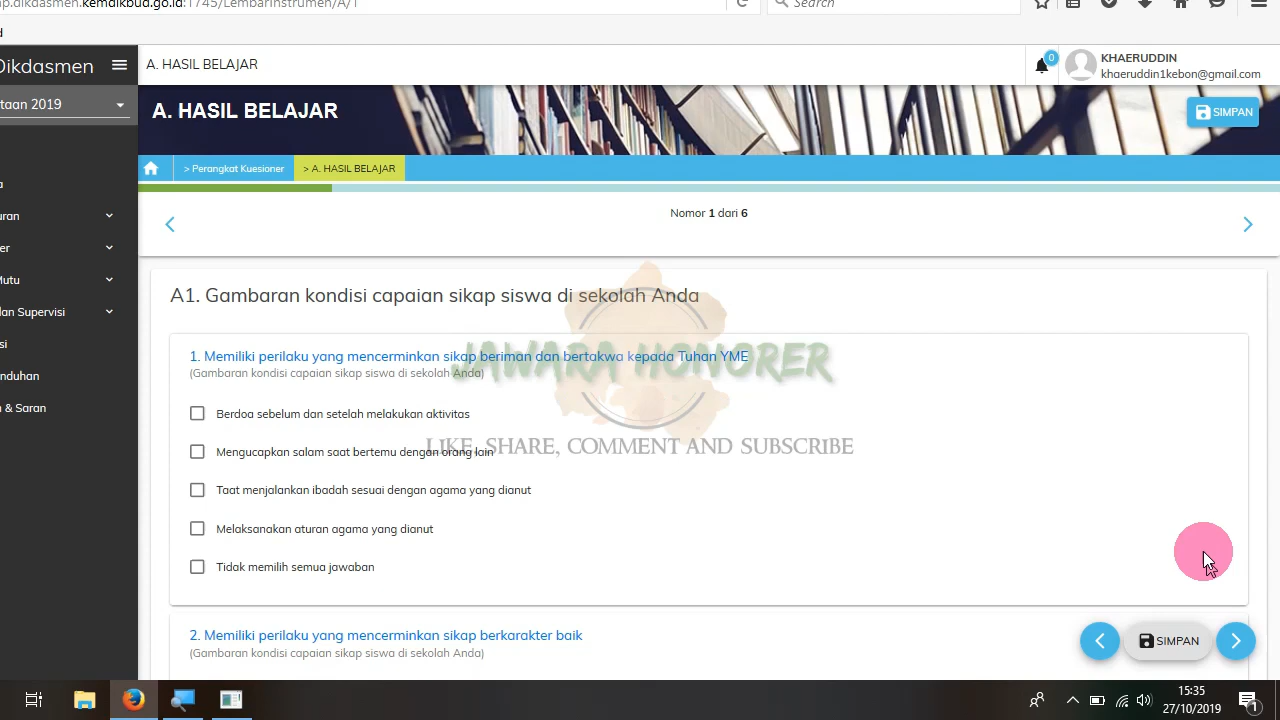 np.dikdasmen.kemdikbud.go.id:1745/LembarInstrumen/A/1
Search
Dikdasmen
A. HASIL BELAJAR
0
KHAERUDDIN
khaeruddin1kebon@gmail.com
taan 2019
A. HASIL BELAJAR
SIMPAN
> Perangkat Kuesioner
> A. HASIL BELAJAR
Nomor 1 dari 6
a
uran
er
Mutu
dan Supervisi
si
nduhan
n & Saran
A1. Gambaran kondisi capaian sikap siswa di sekolah Anda
1. Memiliki perilaku yang mencerminkan sikap beriman dan bertakwa kepada Tuhan YME
(Gambaran kondisi capaian sikap siswa di sekolah Anda)
JAWARA HONORER
Berdoa sebelum dan setelah melakukan aktivitas
LIKE, SHARE, COMMENT AND SUBSCRIBE
Mengucapkan salam saat bertemu dengan orang lain
Taat menjalankan ibadah sesuai dengan agama yang dianut
Melaksanakan aturan agama yang dianut
Tidak memilih semua jawaban
2. Memiliki perilaku yang mencerminkan sikap berkarakter baik
(Gambaran kondisi capaian sikap siswa di sekolah Anda)
SIMPAN
15:35
27/10/2019
1